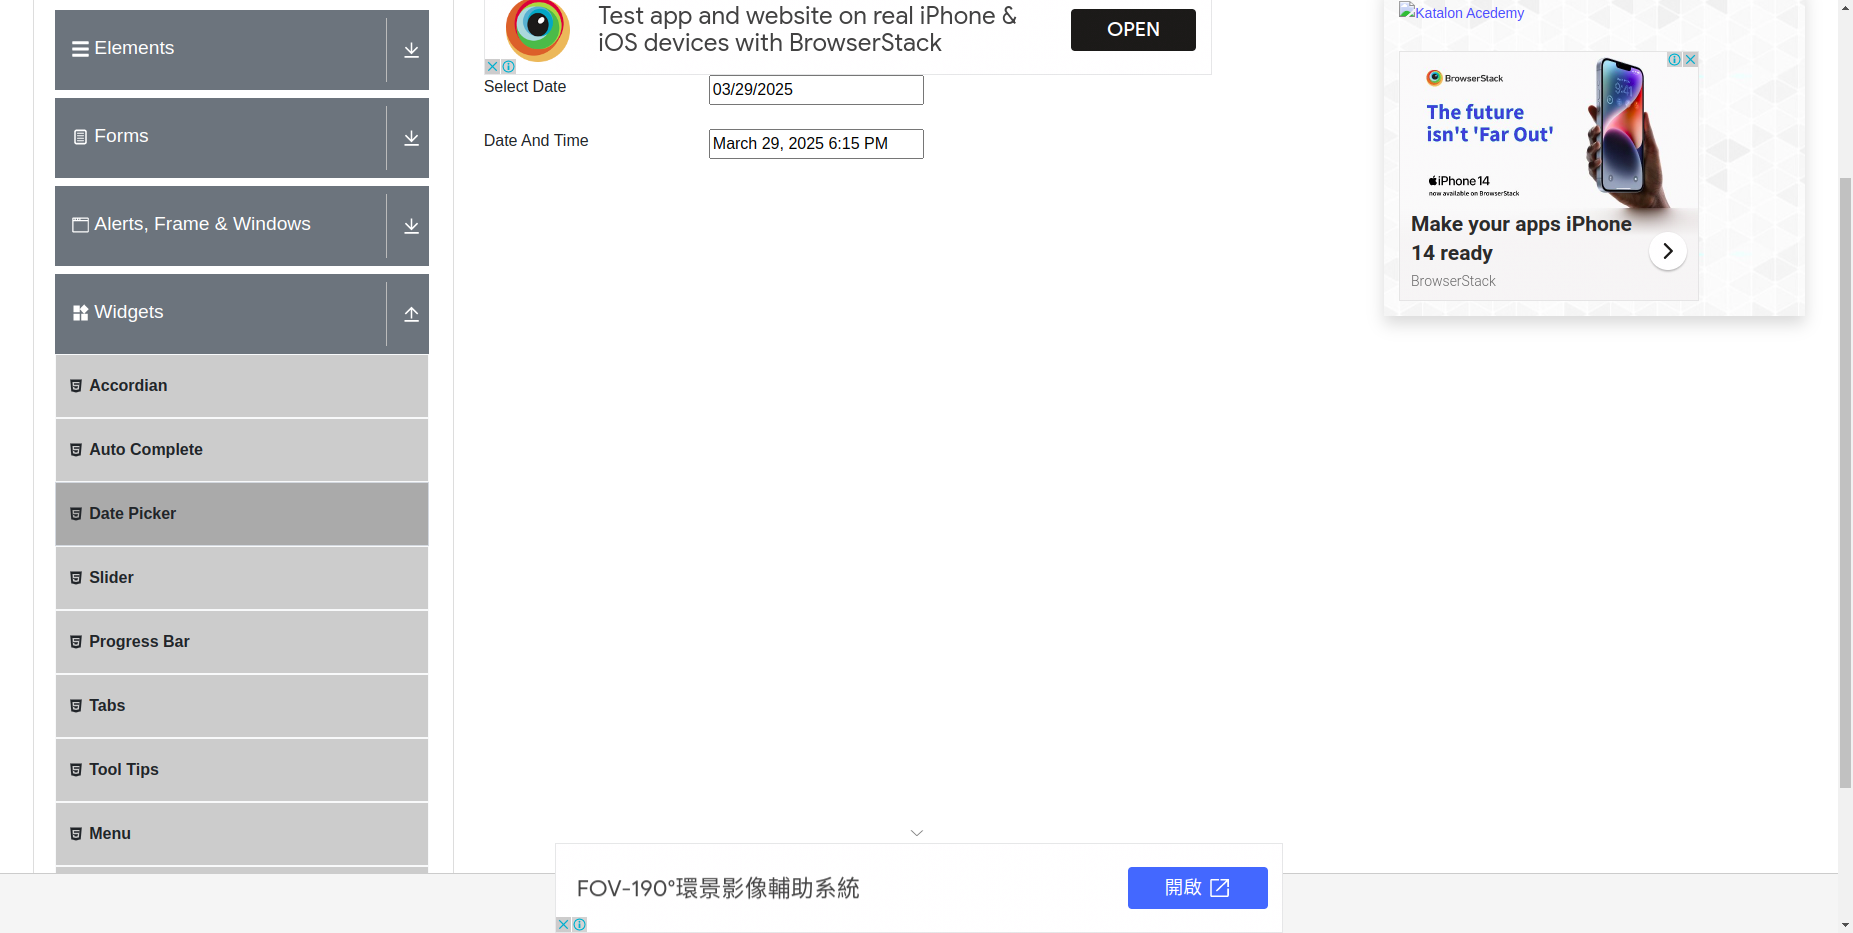 Elements
Forms
Alerts, Frame & Windows
Widgets
Accordian
Auto Complete
Date Picker
Slider
Progress Bar
Tabs
Tool Tips
Menu
Test app and website on real iPhone &
iOS devices with BrowserStack
OPEN
Select Date
03/29/2025
Date And Time
March 29, 2025 6:15 PM
Katalon Acedemy
BrowserStack
The future
isn't 'Far Out'
iPhone 14
now available on BrowserStack
9:41
Make your apps iPhone
14 ready
BrowserStack
FOV-190°環景影像輔助系統
開啟